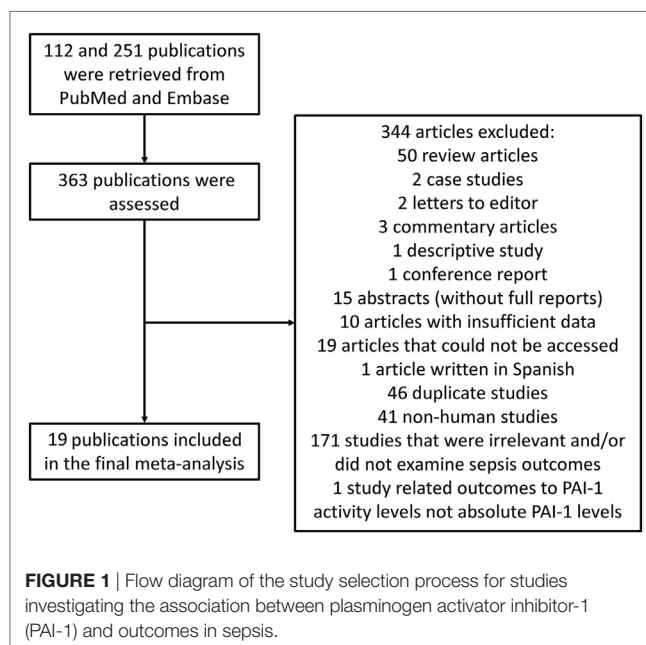 112 and 251 publications
were retrieved from
PubMed and Embase
363 publications were
assessed
344 articles excluded:
50 review articles
2 case studies
2 letters to editor
3 commentary articles
1 descriptive study
1 conference report
15 abstracts (without full reports)
10 articles with insufficient data
19 articles that could not be accessed
1 article written in Spanish
46 duplicate studies
41 non-human studies
171 studies that were irrelevant and/or
did not examine sepsis outcomes
1 study related outcomes to PAI-1
activity levels not absolute PAI-1 levels
19 publications included
in the final meta-analysis
FIGURE 1 | Flow diagram of the study selection process for studies
investigating the association between plasminogen activator inhibitor-1
(PAI-1) and outcomes in sepsis.